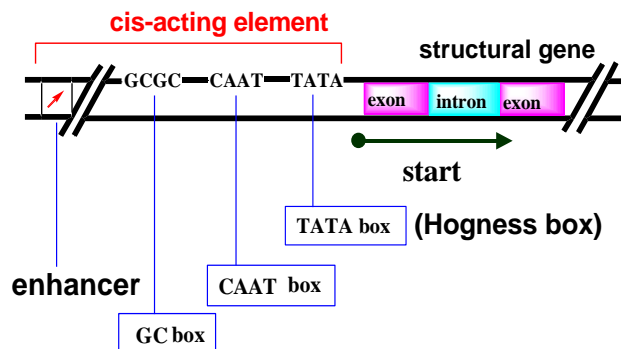 cis-acting element
structural gene
GCGC CAAT TATA
exon intron exon
start
TATA box (Hogness box)
enhancer
CAAT box
GC box